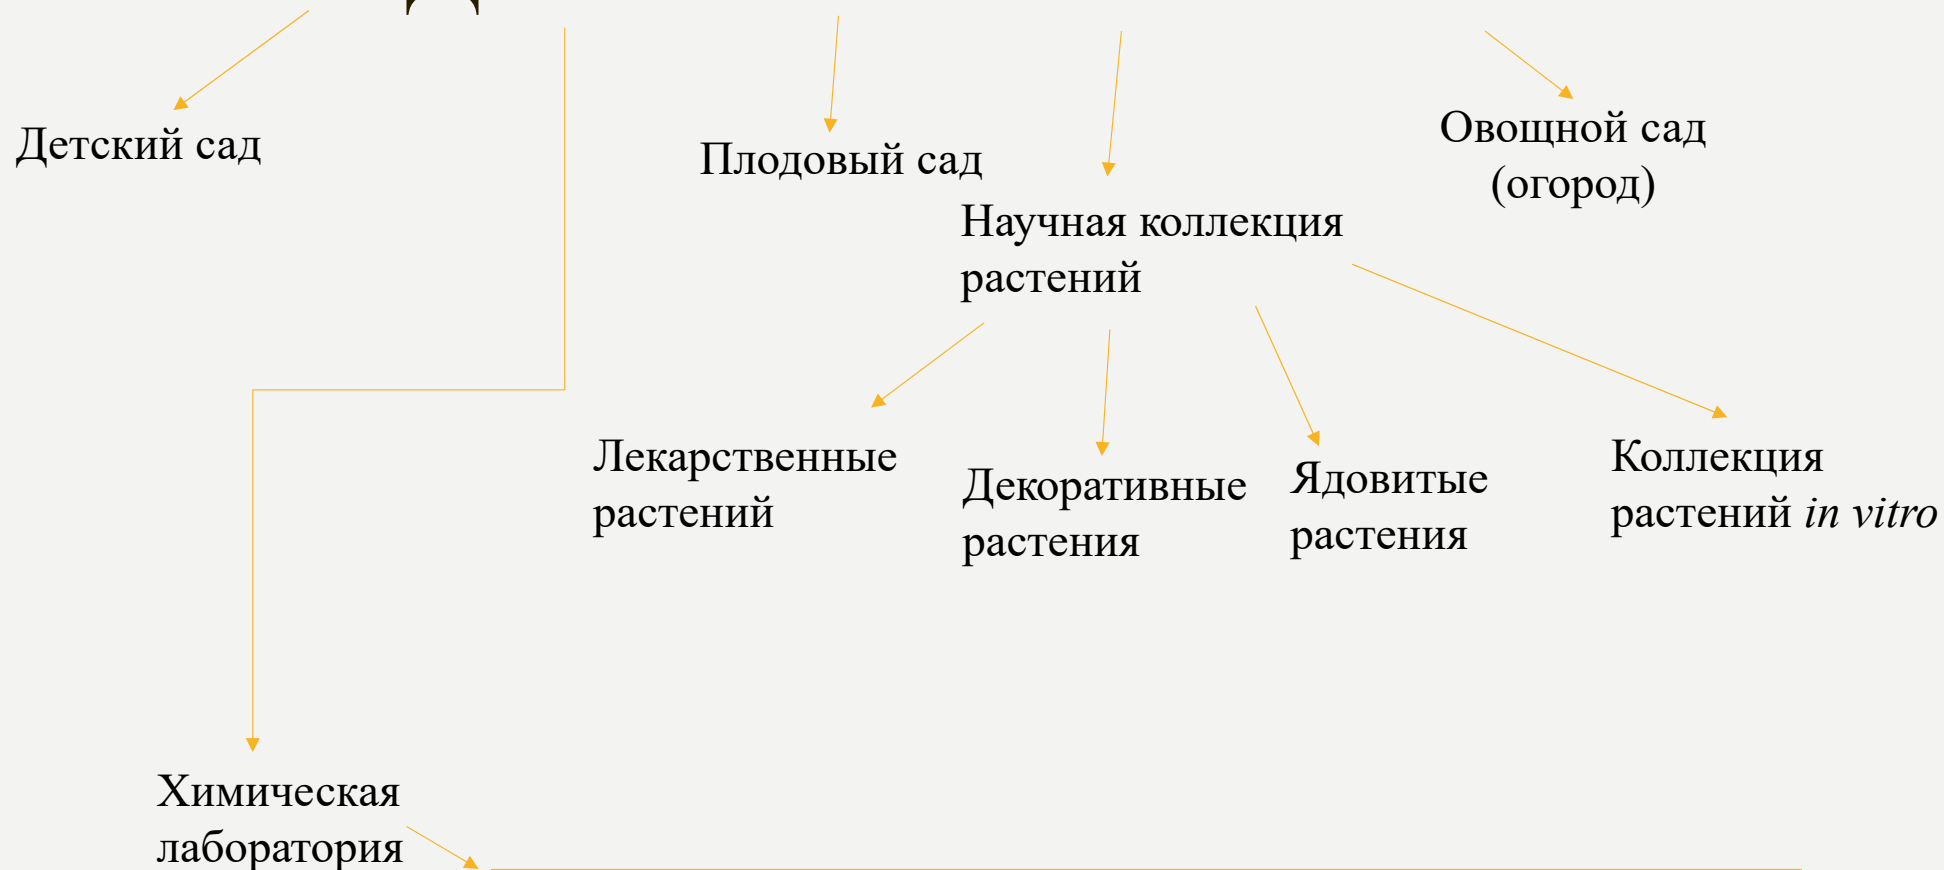 Детский сад
Плодовый сад
Овощной сад
(огород)
Научная коллекция
растений
Лекарственные
растений
Декоративные
растения
Ядовитые
растения
Коллекция
растений in vitro
Химическая
лаборатория